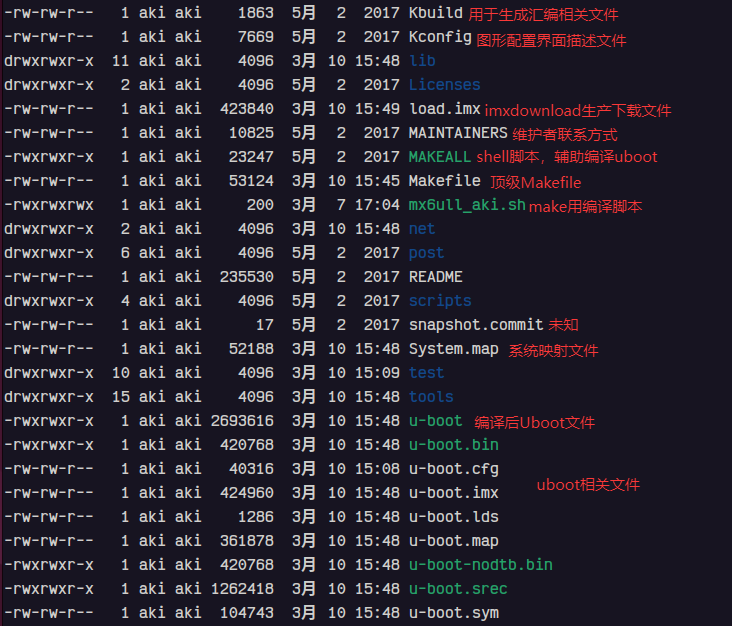 -rw-rw-r-- 1 aki aki 1863 5月 2 2017 Kbuild 用于生成汇编相关文件
-rw-rw-r-- 1 aki aki 7669 5月 2 2017 Kconfig 图形配置界面描述文件
drwxrwxr-x 11 aki aki 4096 3月 10 15:48 lib
drwxrwxr-x 2 aki aki 4096 5月 2 2017 Licenses
-rw-rw-r-- 1 aki aki 423840 3月 10 15:49 load.imx imxdownload生产下载文件
-rw-rw-r-- 1 aki aki 10825 5月 2 2017 MAINTAINERS 维护者联系方式
-rwxrwxr-x 1 aki aki 23247 5月 2 2017 MAKEALL shell脚本，辅助编译uboot
-rw-rw-r-- 1 aki aki 53124 3月 10 15:45 Makefile 顶级Makefile
-rwxrwxrwx 1 aki aki 200 3月 7 17:04 mx6ull_aki.sh make用编译脚本
drwxrwxr-x 2 aki aki 4096 3月 10 15:48 net
drwxrwxr-x 6 aki aki 4096 5月 2 2017 post
-rw-rw-r-- 1 aki aki 235530 5月 2 2017 README
drwxrwxr-x 4 aki aki 4096 5月 2 2017 scripts
-rw-rw-r-- 1 aki aki 17 5月 2 2017 snapshot.commit 未知
-rw-rw-r-- 1 aki aki 52188 3月 10 15:48 System.map 系统映射文件
drwxrwxr-x 10 aki aki 4096 3月 10 15:09 test
drwxrwxr-x 15 aki aki 4096 3月 10 15:48 tools
-rwxrwxr-x 1 aki aki 2693616 3月 10 15:48 u-boot 编译后Uboot文件
-rwxrwxr-x 1 aki aki 420768 3月 10 15:48 u-boot.bin
-rw-rw-r-- 1 aki aki 40316 3月 10 15:08 u-boot.cfg
-rw-rw-r-- 1 aki aki 424960 3月 10 15:48 u-boot.imx uboot相关文件
-rw-rw-r-- 1 aki aki 1286 3月 10 15:48 u-boot.lds
-rw-rw-r-- 1 aki aki 361878 3月 10 15:48 u-boot.map
-rwxrwxr-x 1 aki aki 420768 3月 10 15:48 u-boot-nodtb.bin
-rwxrwxr-x 1 aki aki 1262418 3月 10 15:48 u-boot.srec
-rw-rw-r-- 1 aki aki 104743 3月 10 15:48 u-boot.sym